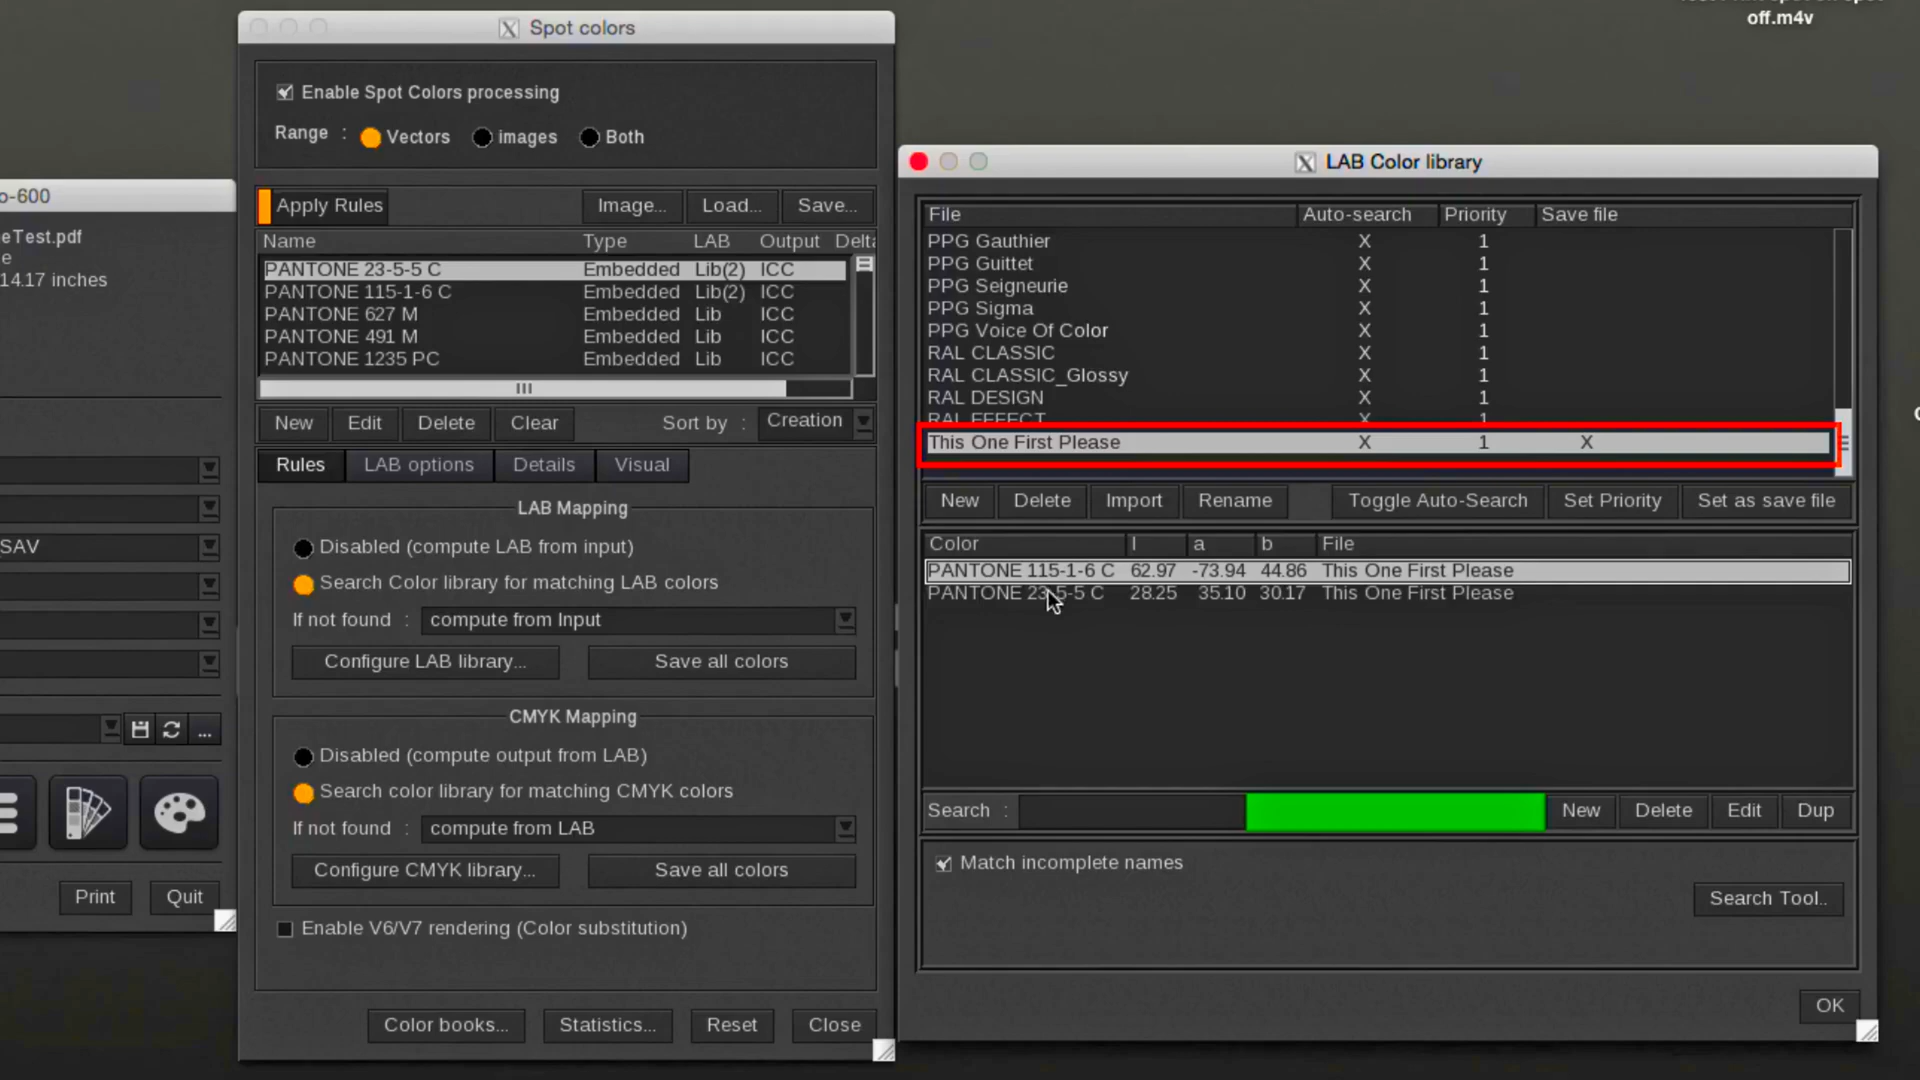 off.m4v
Spot colors
Enable Spot Colors processing
Range : Vectors images Both
Apply Rules Image... Load... Save...
Name Type LAB Output Delta
PANTONE 23-5-5 C Embedded Lib(2) ICC
PANTONE 115-1-6 C Embedded Lib(2) ICC
PANTONE 627 M Embedded Lib ICC
PANTONE 491 M Embedded Lib ICC
PANTONE 1235 PC Embedded Lib ICC
New Edit Delete Clear Sort by : Creation
Rules LAB options Details Visual
LAB Mapping
Disabled (compute LAB from input)
Search Color library for matching LAB colors
If not found : compute from Input
Configure LAB library... Save all colors
CMYK Mapping
Disabled (compute output from LAB)
Search color library for matching CMYK colors
If not found : compute from LAB
Configure CMYK library... Save all colors
Enable V6/V7 rendering (Color substitution)
Color books... Statistics... Reset Close
o-600
eTest.pdf
e
14.17 inches
SAV
...
Print Quit
LAB Color library
File Auto-search Priority Save file
PPG Gauthier X 1
PPG Guittet X 1
PPG Seigneurie X 1
PPG Sigma X 1
PPG Voice Of Color X 1
RAL CLASSIC X 1
RAL CLASSIC_Glossy X 1
RAL DESIGN X 1
RAL EFFECT X 1
This One First Please X 1 X
New Delete Import Rename Toggle Auto-Search Set Priority Set as save file
Color l a b File
PANTONE 115-1-6 C 62.97 -73.94 44.86 This One First Please
PANTONE 23-5-5 C 28.25 35.10 30.17 This One First Please
Search : New Delete Edit Dup
Match incomplete names
Search Tool..
OK